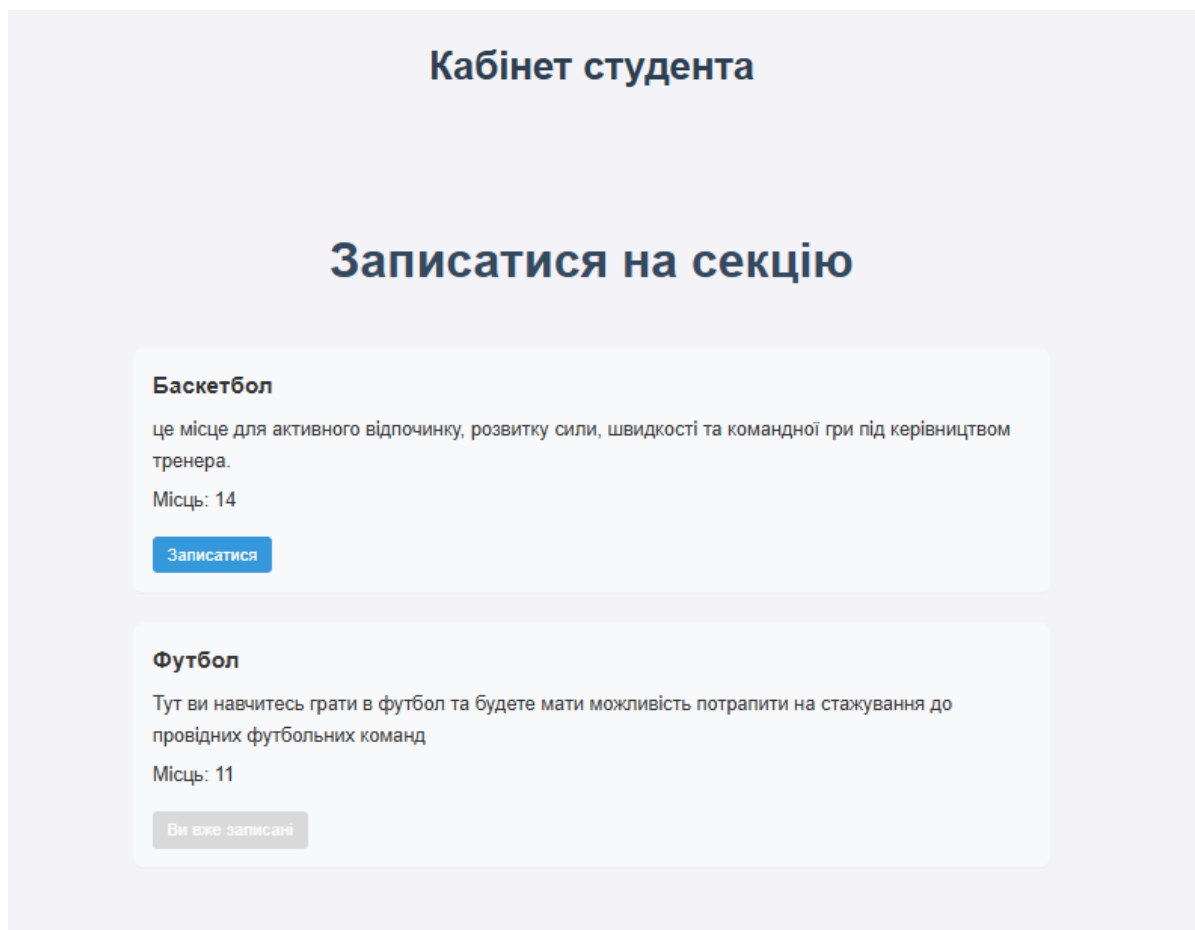 Кабінет студента
Записатися на секцію
Баскетбол
це місце для активного відпочинку, розвитку сили, швидкості та командної гри під керівництвом
тренера.
Місць: 14
Записатися
Футбол
Тут ви навчитесь грати в футбол та будете мати можливість потрапити на стажування до
провідних футбольних команд
Місць: 11
Ви вже записані